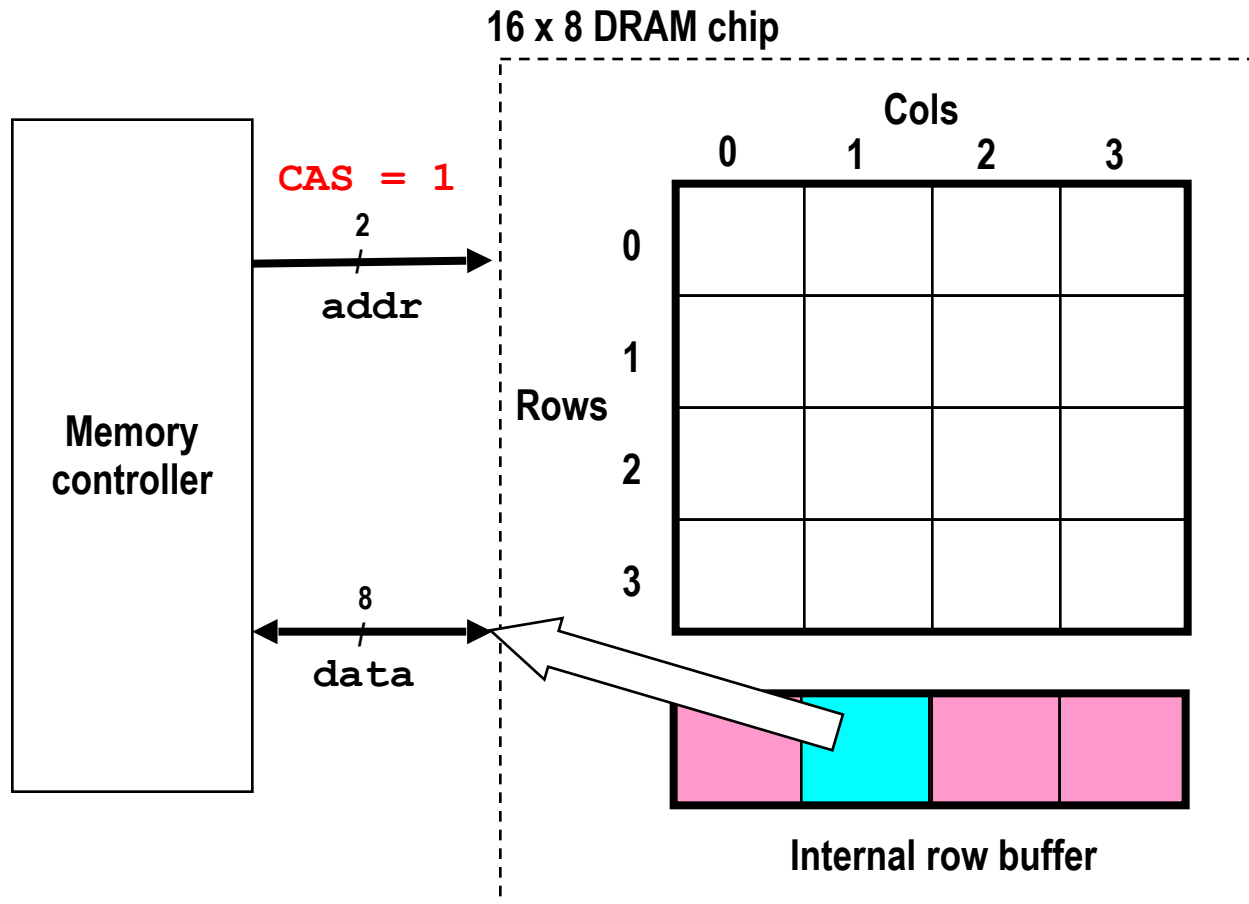 16 x 8 DRAM chip
Cols
0 1 2 3
CAS = 1
2
addr
0
1
2
3
Rows
Memory
controller
8
data
Internal row buffer